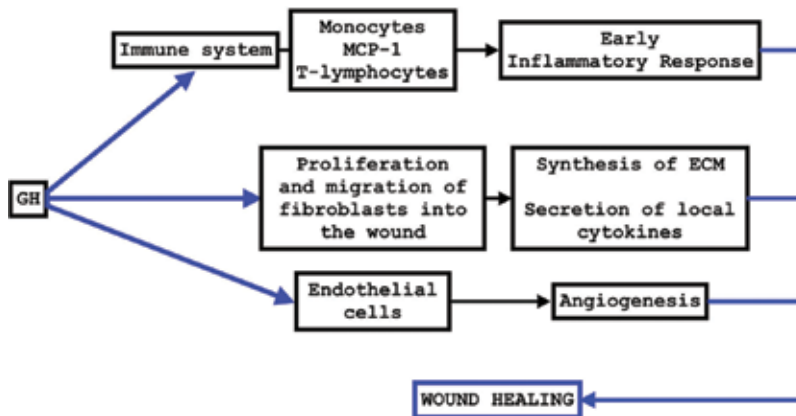 Immune system
Monocytes
MCP-1
T-lymphocytes
Early
Inflammatory Response
GH
Proliferation
and migration of
fibroblasts into
the wound
Synthesis of ECM
Secretion of local
cytokines
Endothelial
cells
Angiogenesis
WOUND HEALING